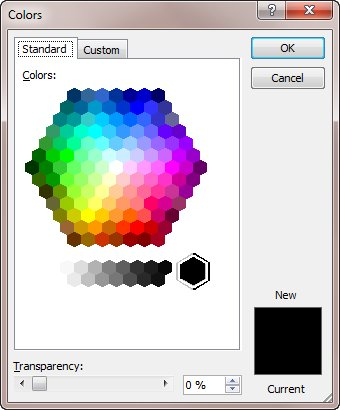 Colors
?
Standard
Custom
OK
Colors:
Cancel
New
Transparency:
0 %
Current